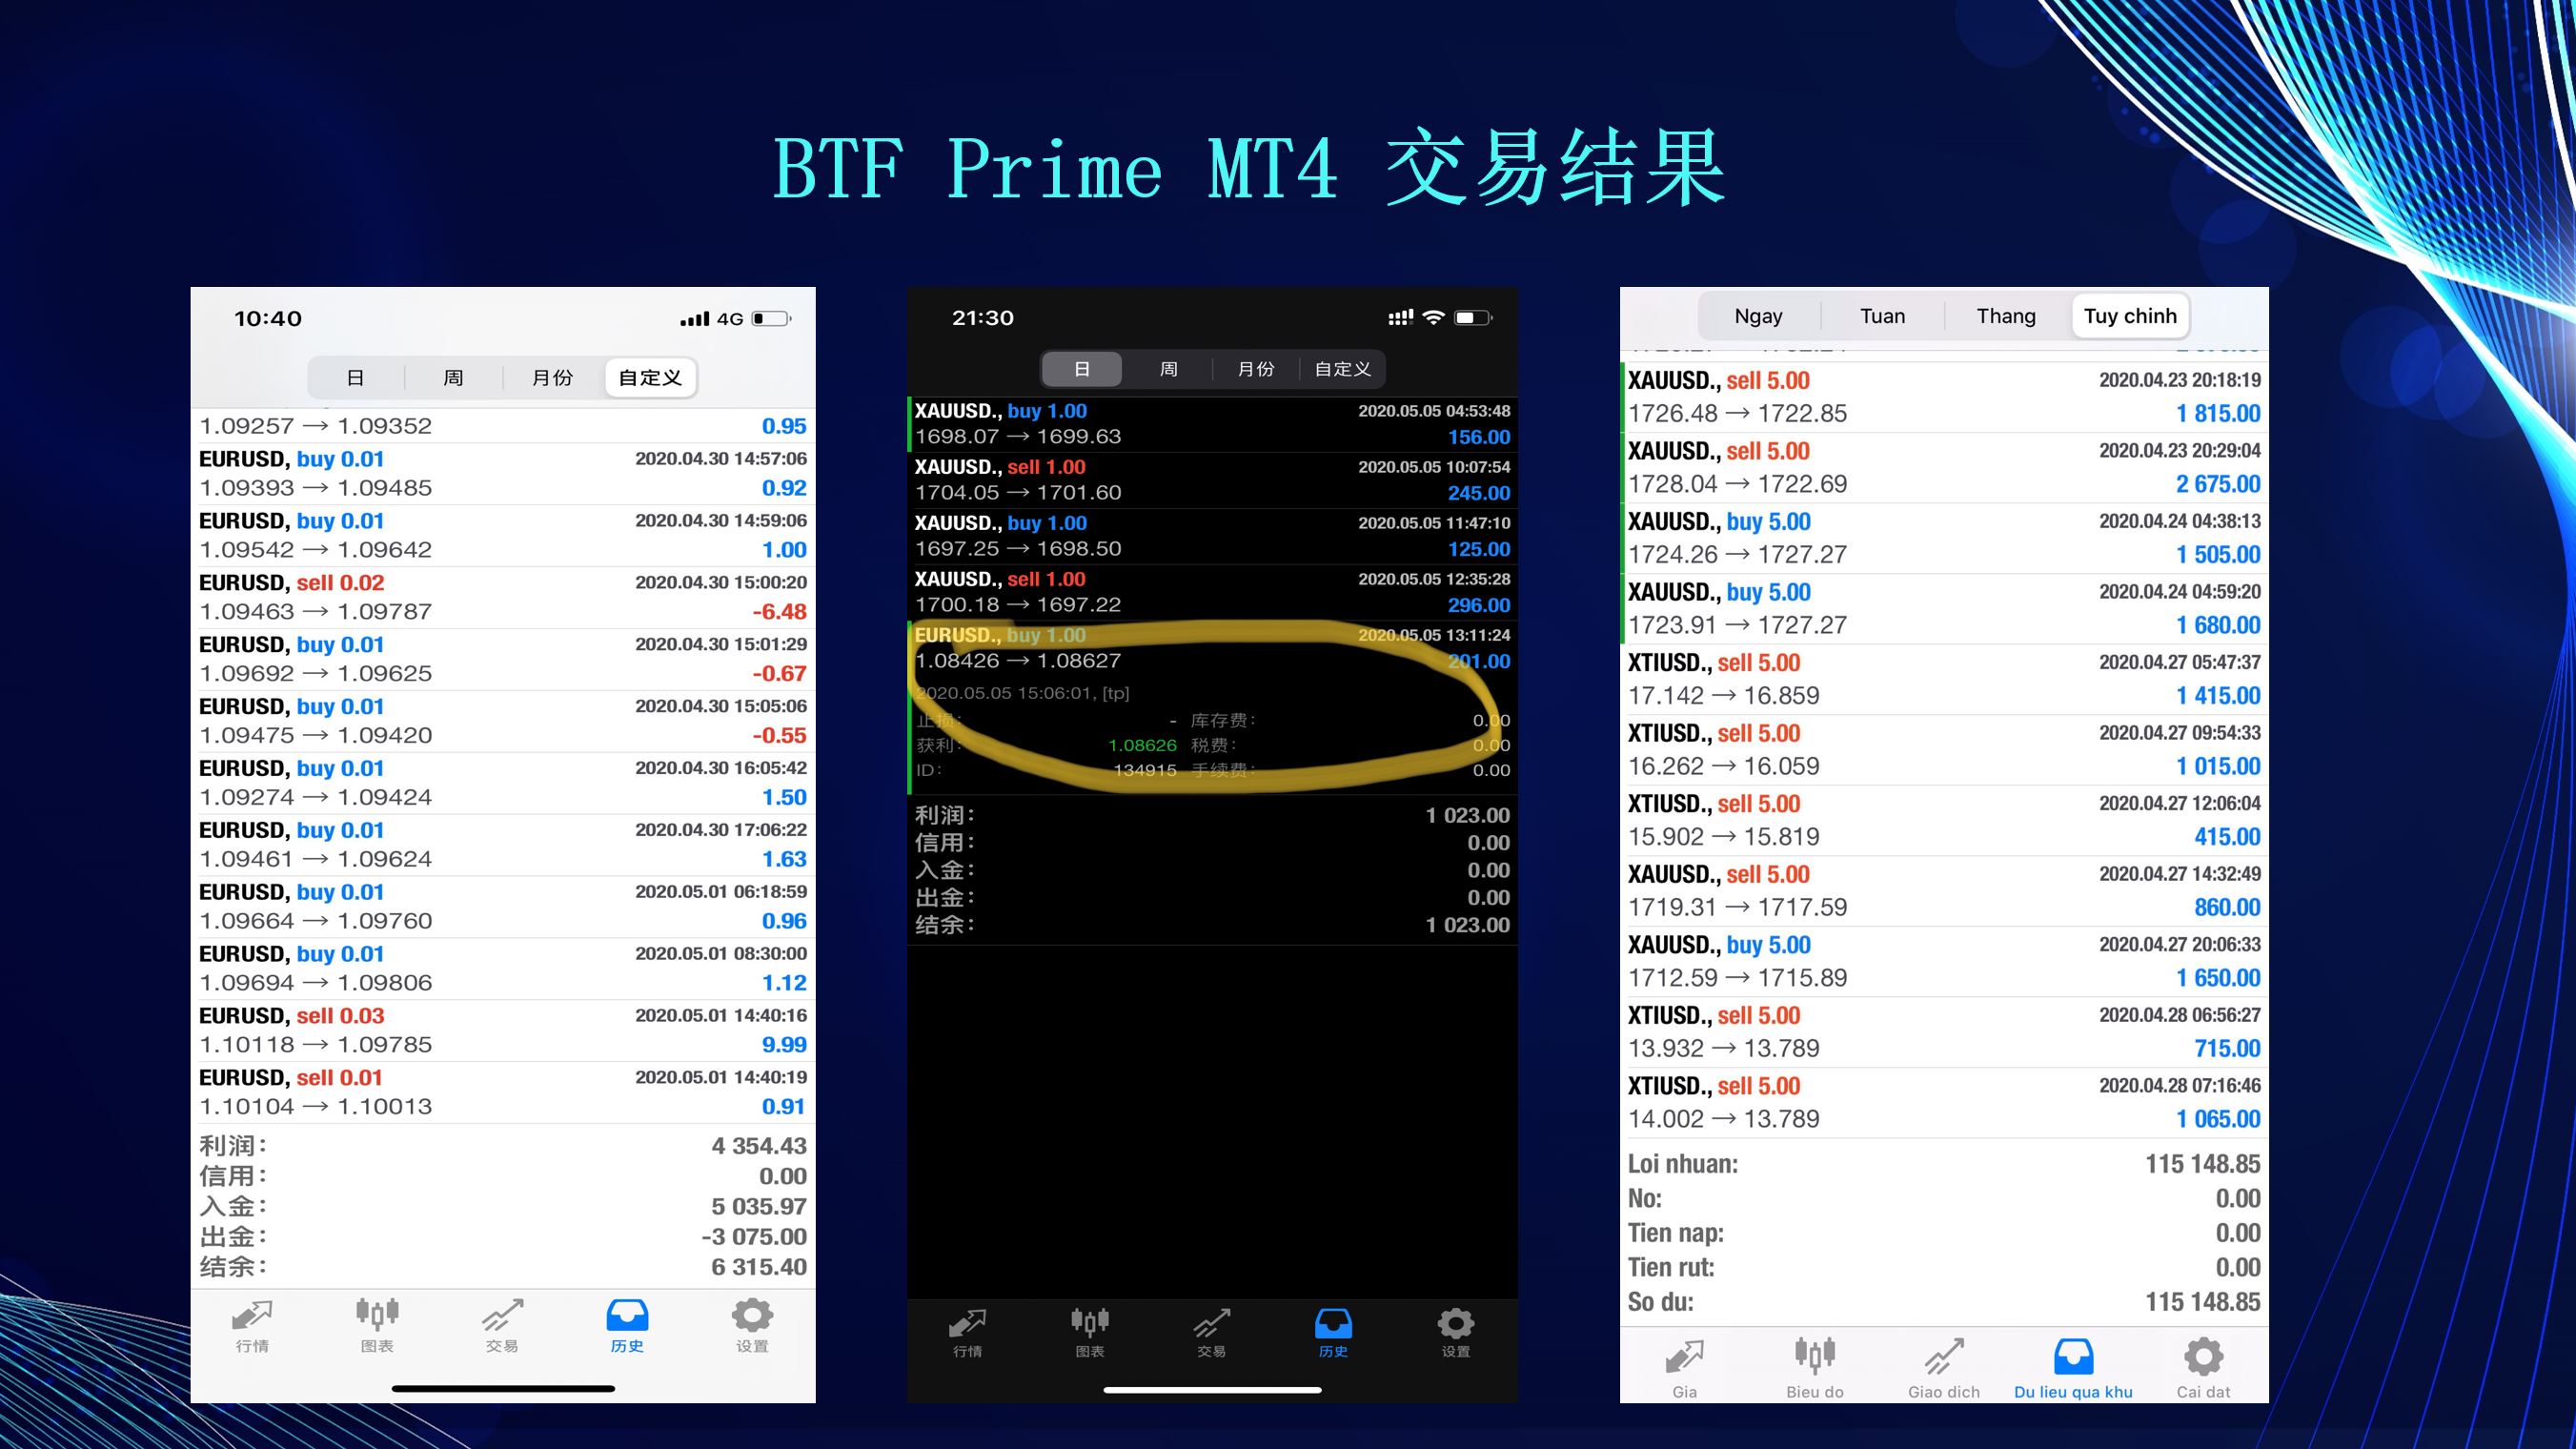 BTF Prime MT4 交易结果
10:40
4G
日 周 月份 自定义
1.09257 → 1.09352 0.95
EURUSD, buy 0.01 2020.04.30 14:57:06
1.09393 → 1.09485 0.92
EURUSD, buy 0.01 2020.04.30 14:59:06
1.09542 → 1.09642 1.00
EURUSD, sell 0.02 2020.04.30 15:00:20
1.09463 → 1.09787 -6.48
EURUSD, buy 0.01 2020.04.30 15:01:29
1.09692 → 1.09625 -0.67
EURUSD, buy 0.01 2020.04.30 15:05:06
1.09475 → 1.09420 -0.55
EURUSD, buy 0.01 2020.04.30 16:05:42
1.09274 → 1.09424 1.50
EURUSD, buy 0.01 2020.04.30 17:06:22
1.09461 → 1.09624 1.63
EURUSD, buy 0.01 2020.05.01 06:18:59
1.09664 → 1.09760 0.96
EURUSD, buy 0.01 2020.05.01 08:30:00
1.09694 → 1.09806 1.12
EURUSD, sell 0.03 2020.05.01 14:40:16
1.10118 → 1.09785 9.99
EURUSD, sell 0.01 2020.05.01 14:40:19
1.10104 → 1.10013 0.91
利润: 4 354.43
信用: 0.00
入金: 5 035.97
出金: -3 075.00
结余: 6 315.40
行情 图表 交易 历史 设置
21:30
日 周 月份 自定义
XAUUSD., buy 1.00 2020.05.05 04:53:48
1698.07 → 1699.63 156.00
XAUUSD., sell 1.00 2020.05.05 10:07:54
1704.05 → 1701.60 245.00
XAUUSD., buy 1.00 2020.05.05 11:47:10
1697.25 → 1698.50 125.00
XAUUSD., sell 1.00 2020.05.05 12:35:28
1700.18 → 1697.22 296.00
EURUSD., buy 1.00 2020.05.05 13:11:24
1.08426 → 1.08627 201.00
2020.05.05 15:06:01, [tp]
止损: - 库存费: 0.00
获利: 1.08626 税费: 0.00
ID: 134915 手续费: 0.00
利润: 1 023.00
信用: 0.00
入金: 0.00
出金: 0.00
结余: 1 023.00
行情 图表 交易 历史 设置
Ngay Tuan Thang Tuy chinh
XAUUSD., sell 5.00 2020.04.23 20:18:19
1726.48 → 1722.85 1 815.00
XAUUSD., sell 5.00 2020.04.23 20:29:04
1728.04 → 1722.69 2 675.00
XAUUSD., buy 5.00 2020.04.24 04:38:13
1724.26 → 1727.27 1 505.00
XAUUSD., buy 5.00 2020.04.24 04:59:20
1723.91 → 1727.27 1 680.00
XTIUSD., sell 5.00 2020.04.27 05:47:37
17.142 → 16.859 1 415.00
XTIUSD., sell 5.00 2020.04.27 09:54:33
16.262 → 16.059 1 015.00
XTIUSD., sell 5.00 2020.04.27 12:06:04
15.902 → 15.819 415.00
XAUUSD., sell 5.00 2020.04.27 14:32:49
1719.31 → 1717.59 860.00
XAUUSD., buy 5.00 2020.04.27 20:06:33
1712.59 → 1715.89 1 650.00
XTIUSD., sell 5.00 2020.04.28 06:56:27
13.932 → 13.789 715.00
XTIUSD., sell 5.00 2020.04.28 07:16:46
14.002 → 13.789 1 065.00
Loi nhuan: 115 148.85
No: 0.00
Tien nap: 0.00
Tien rut: 0.00
So du: 115 148.85
Gia Bieu do Giao dich Du lieu qua khu Cai dat